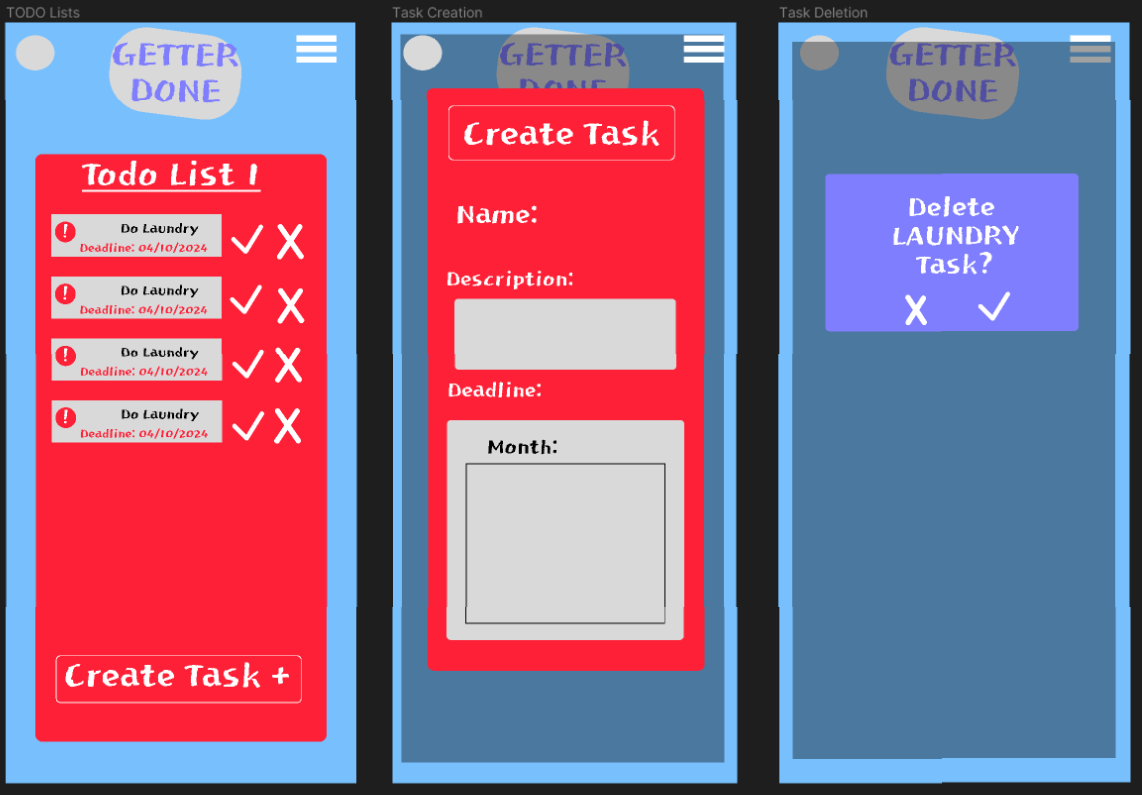 TODO Lists
GETTER
DONE
Todo List 1
! Do Laundry
Deadline: 04/10/2024
! Do Laundry
Deadline: 04/10/2024
! Do Laundry
Deadline: 04/10/2024
! Do Laundry
Deadline: 04/10/2024
Create Task +
Task Creation
GETTER
DONE
Create Task
Name:
Description:
Deadline:
Month:
Task Deletion
GETTER
DONE
Delete
LAUNDRY
Task?